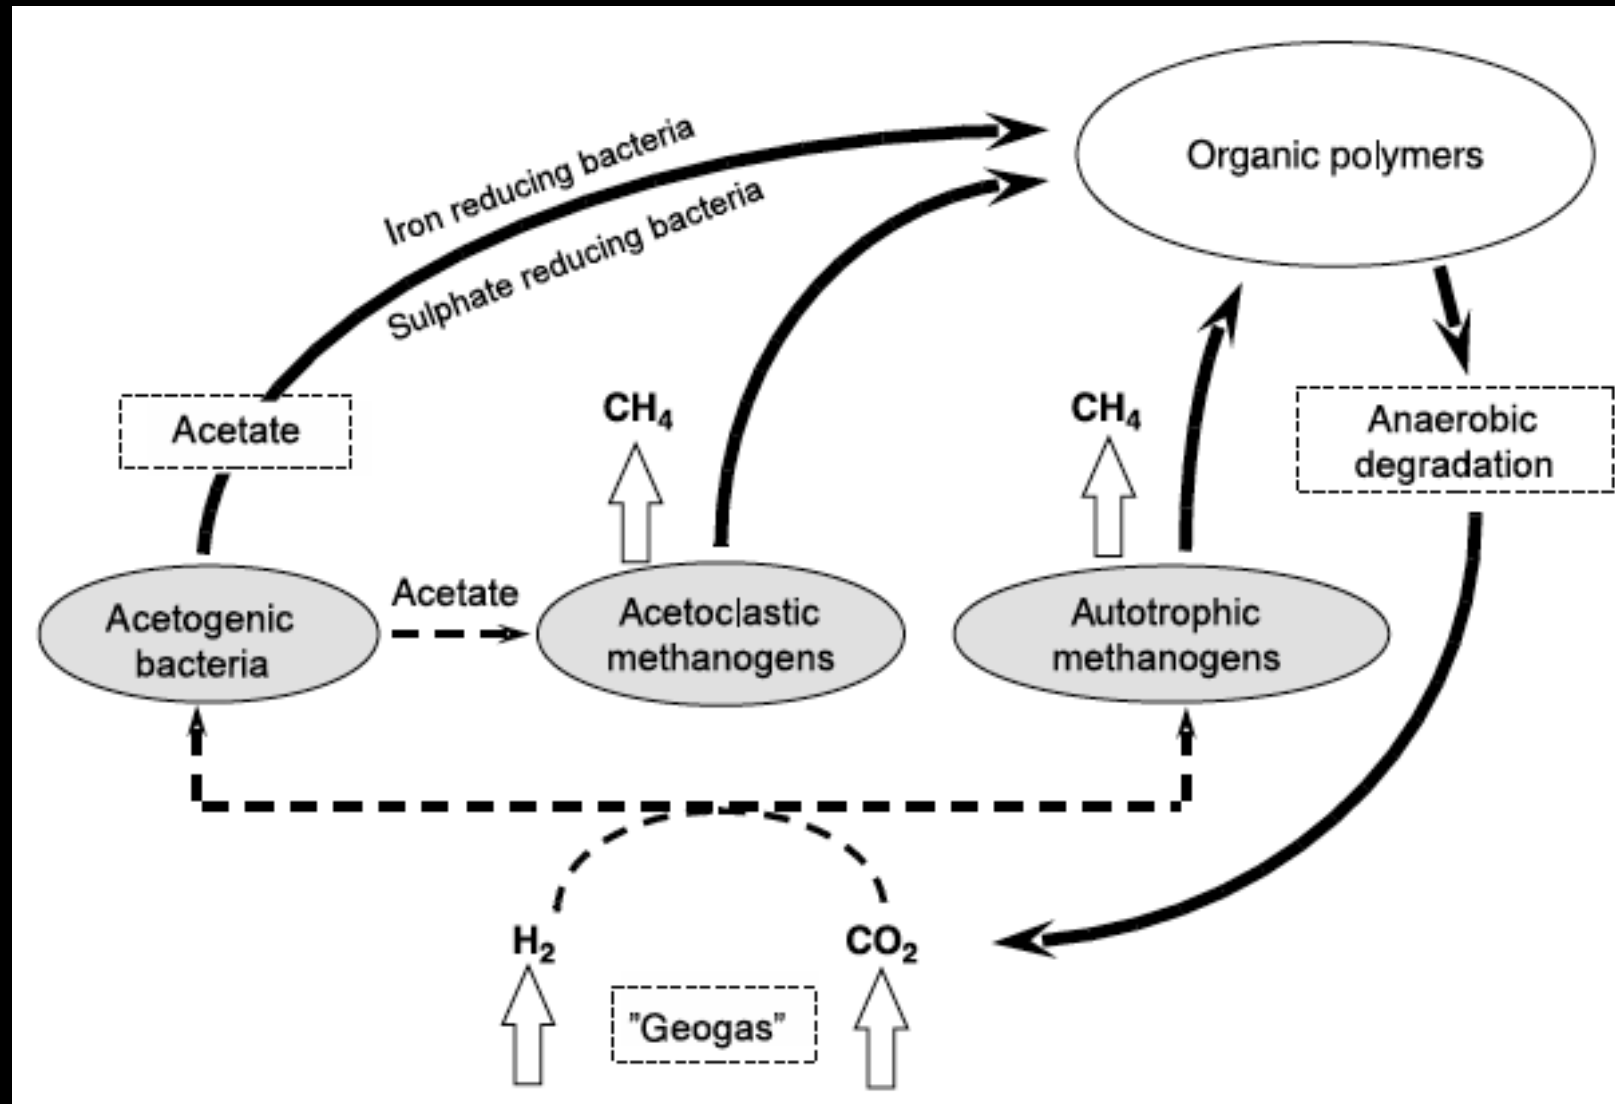 Organic polymers
Iron reducing bacteria
Sulphate reducing bacteria
Acetate
CH₄
CH₄
Anaerobic
degradation
Acetate
Acetogenic
bacteria
Acetoclastic
methanogens
Autotrophic
methanogens
H₂
CO₂
"Geogas"